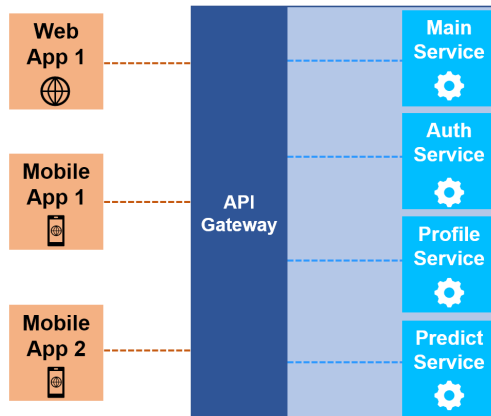 Web
App 1
Mobile
App 1
Mobile
App 2
API
Gateway
Main
Service
Auth
Service
Profile
Service
Predict
Service